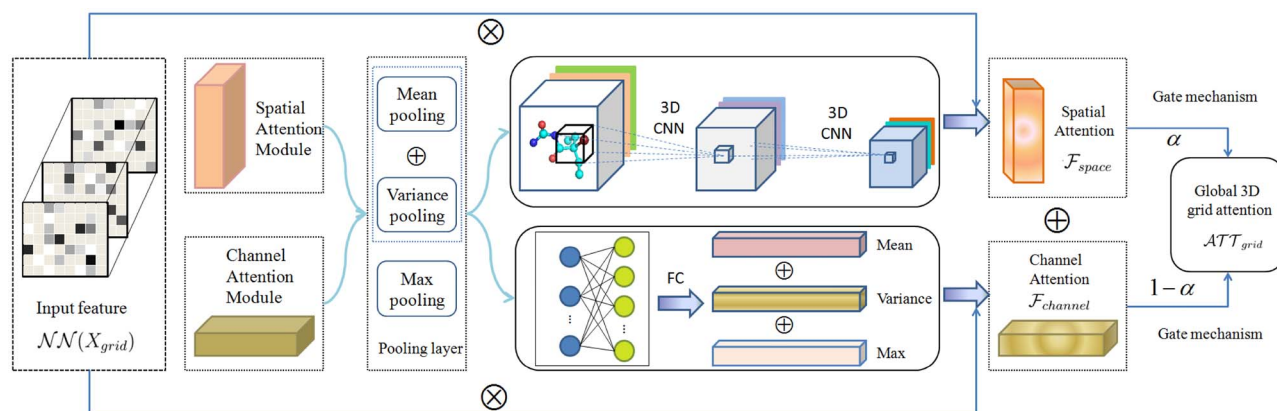 ⊗
Input feature
𝒩𝒩(X_grid)
Spatial
Attention
Module
Channel
Attention
Module
Mean
pooling
⊕
Variance
pooling
Max
pooling
Pooling layer
3D
CNN
3D
CNN
FC
Mean
⊕
Variance
⊕
Max
⊗
Spatial
Attention
ℱ_space
⊕
Channel
Attention
ℱ_channel
Gate mechanism
α
Global 3D
grid attention
𝒜𝒯𝒯_grid
1−α
Gate mechanism